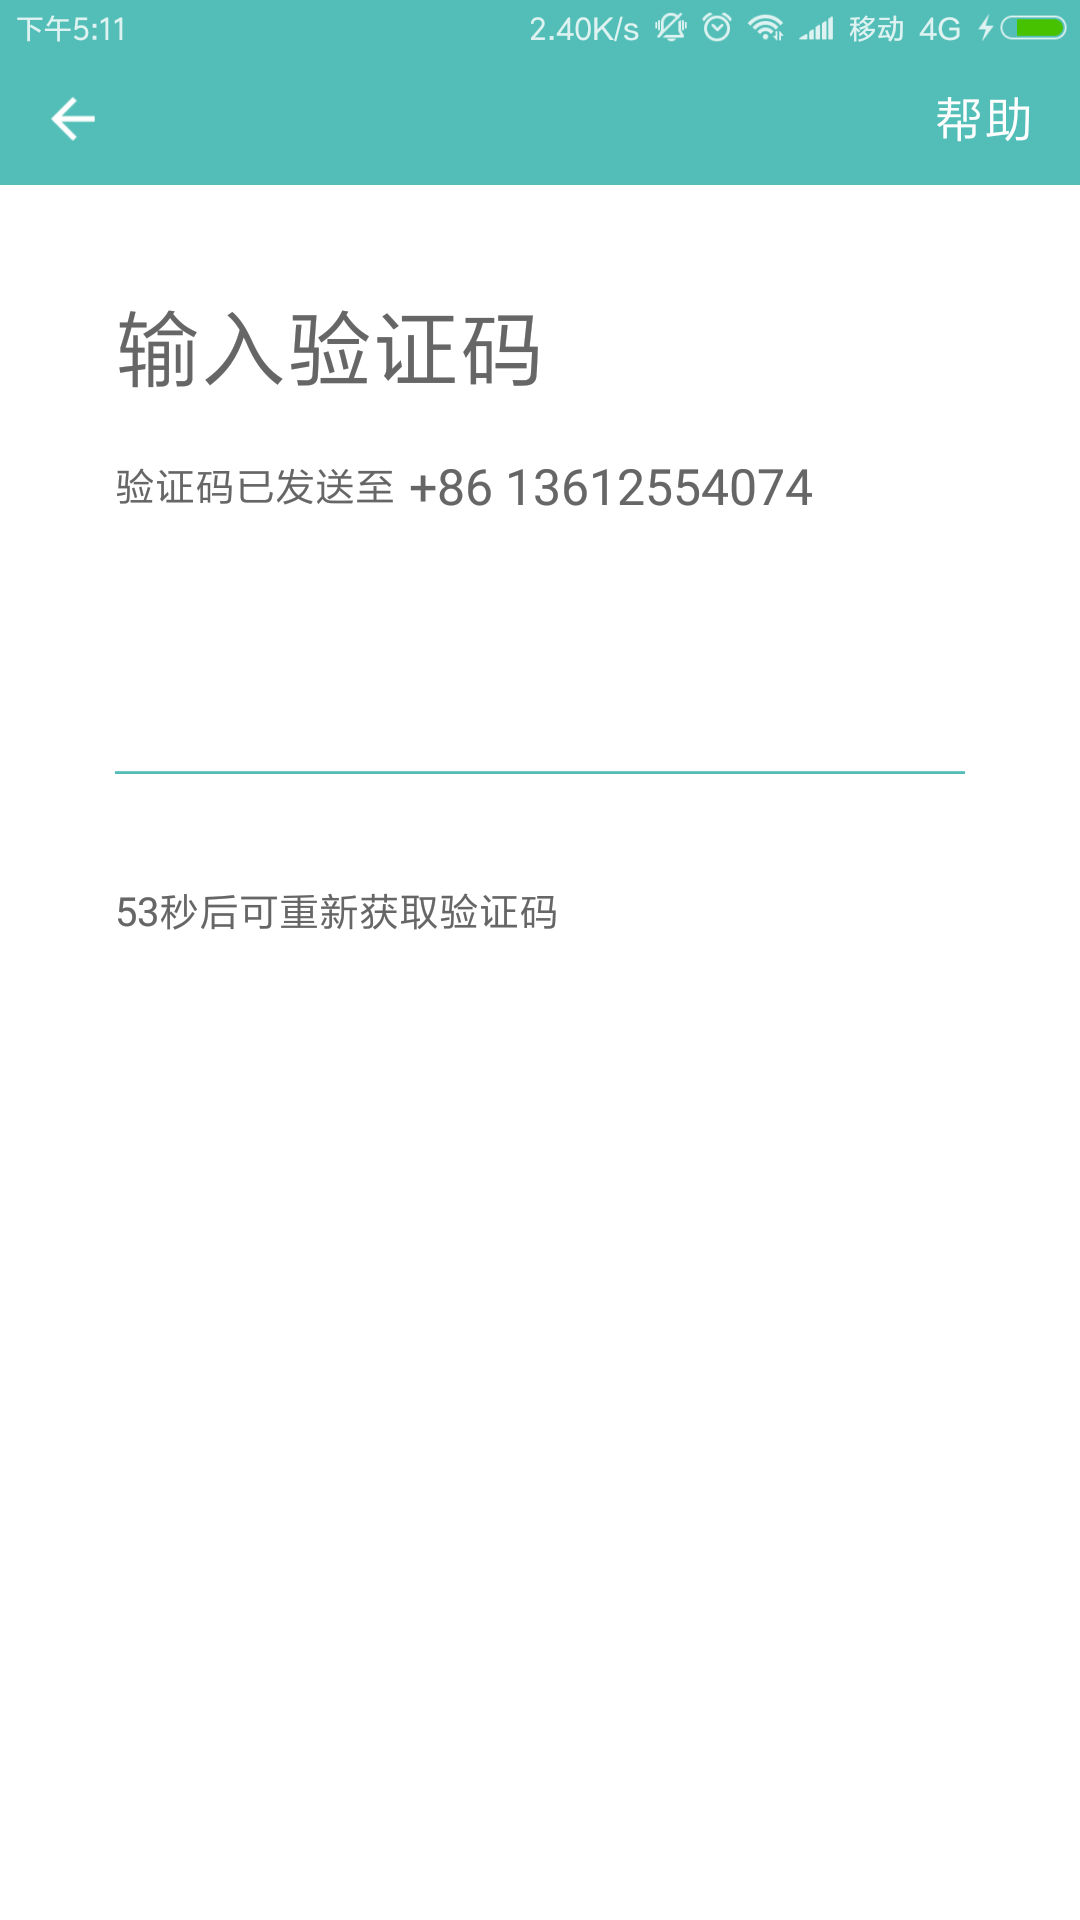 下午5:11 2.40K/s 移动 4G
帮助
输入验证码
验证码已发送至 +86 13612554074
53秒后可重新获取验证码